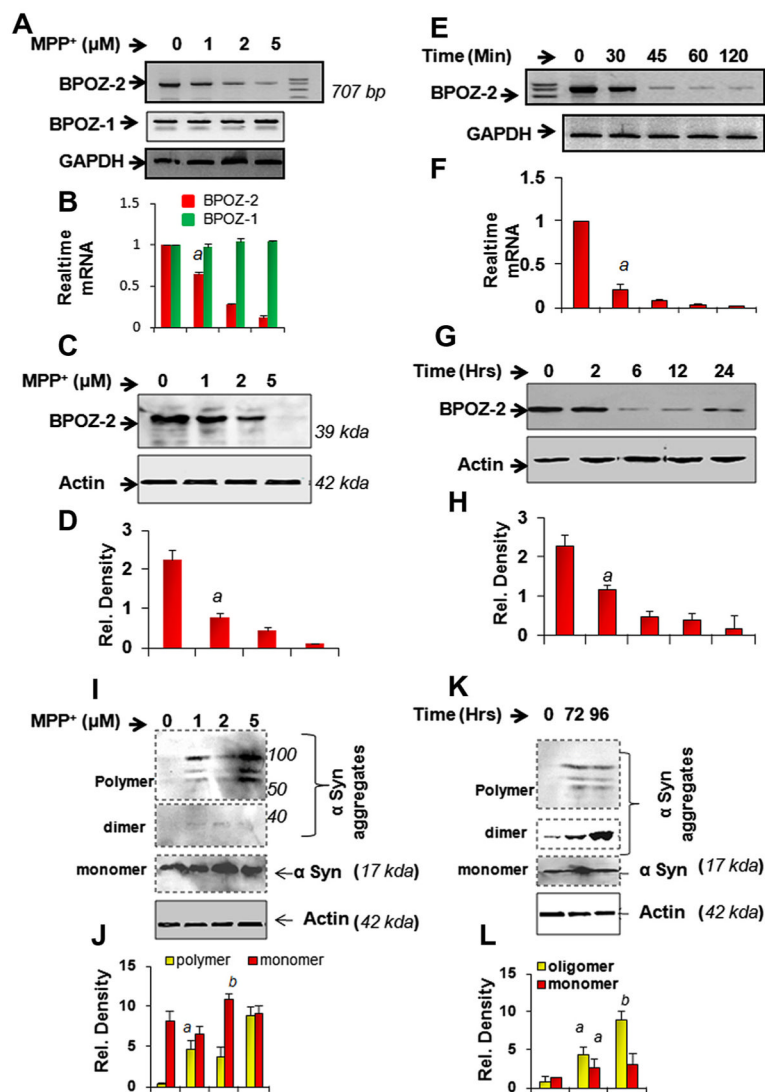 A
MPP+ (µM)
0 1 2 5
BPOZ-2
707 bp
BPOZ-1
GAPDH
B
BPOZ-2
BPOZ-1
Realtime
mRNA
1.5
1
0.5
0
a
C
MPP+ (µM)
0 1 2 5
BPOZ-2
39 kda
Actin
42 kda
D
Rel. Density
3
2
1
0
a
I
MPP+ (µM)
0 1 2 5
Polymer
100
50
40
dimer
α Syn
aggregates
monomer
α Syn (17 kda)
Actin (42 kda)
J
polymer
monomer
Rel. Density
15
10
5
0
a
b
E
Time (Min)
0 30 45 60 120
BPOZ-2
GAPDH
F
Realtime
mRNA
1.5
1
0.5
0
a
G
Time (Hrs)
0 2 6 12 24
BPOZ-2
Actin
H
Rel. Density
3
2
1
0
a
K
Time (Hrs)
0 72 96
Polymer
dimer
α Syn
aggregates
monomer
α Syn (17 kda)
Actin (42 kda)
L
oligomer
monomer
Rel. Density
15
10
5
0
a
a
b